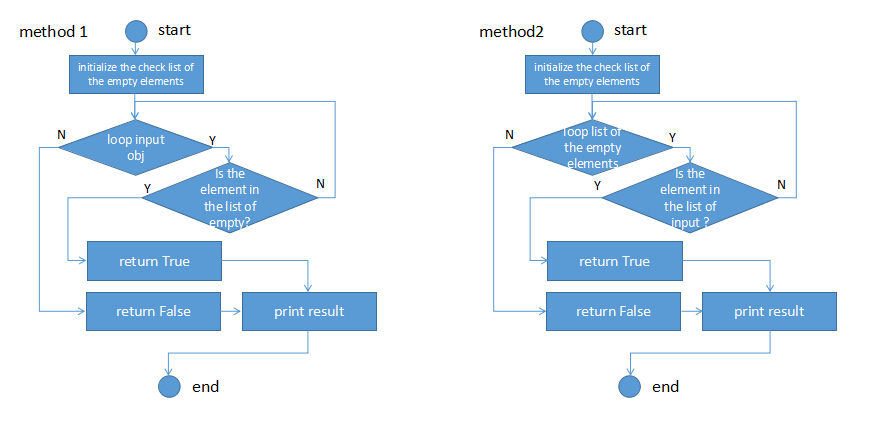 method 1
start
initialize the check list of
the empty elements
N
loop input
obj
Y
Y
Is the
element in
the list of
empty?
N
return True
return False
print result
end
method2
start
initialize the check list of
the empty elements
N
loop list of
the empty
elements
Y
Y
Is the
element in
the list of
input ?
N
return True
return False
print result
end